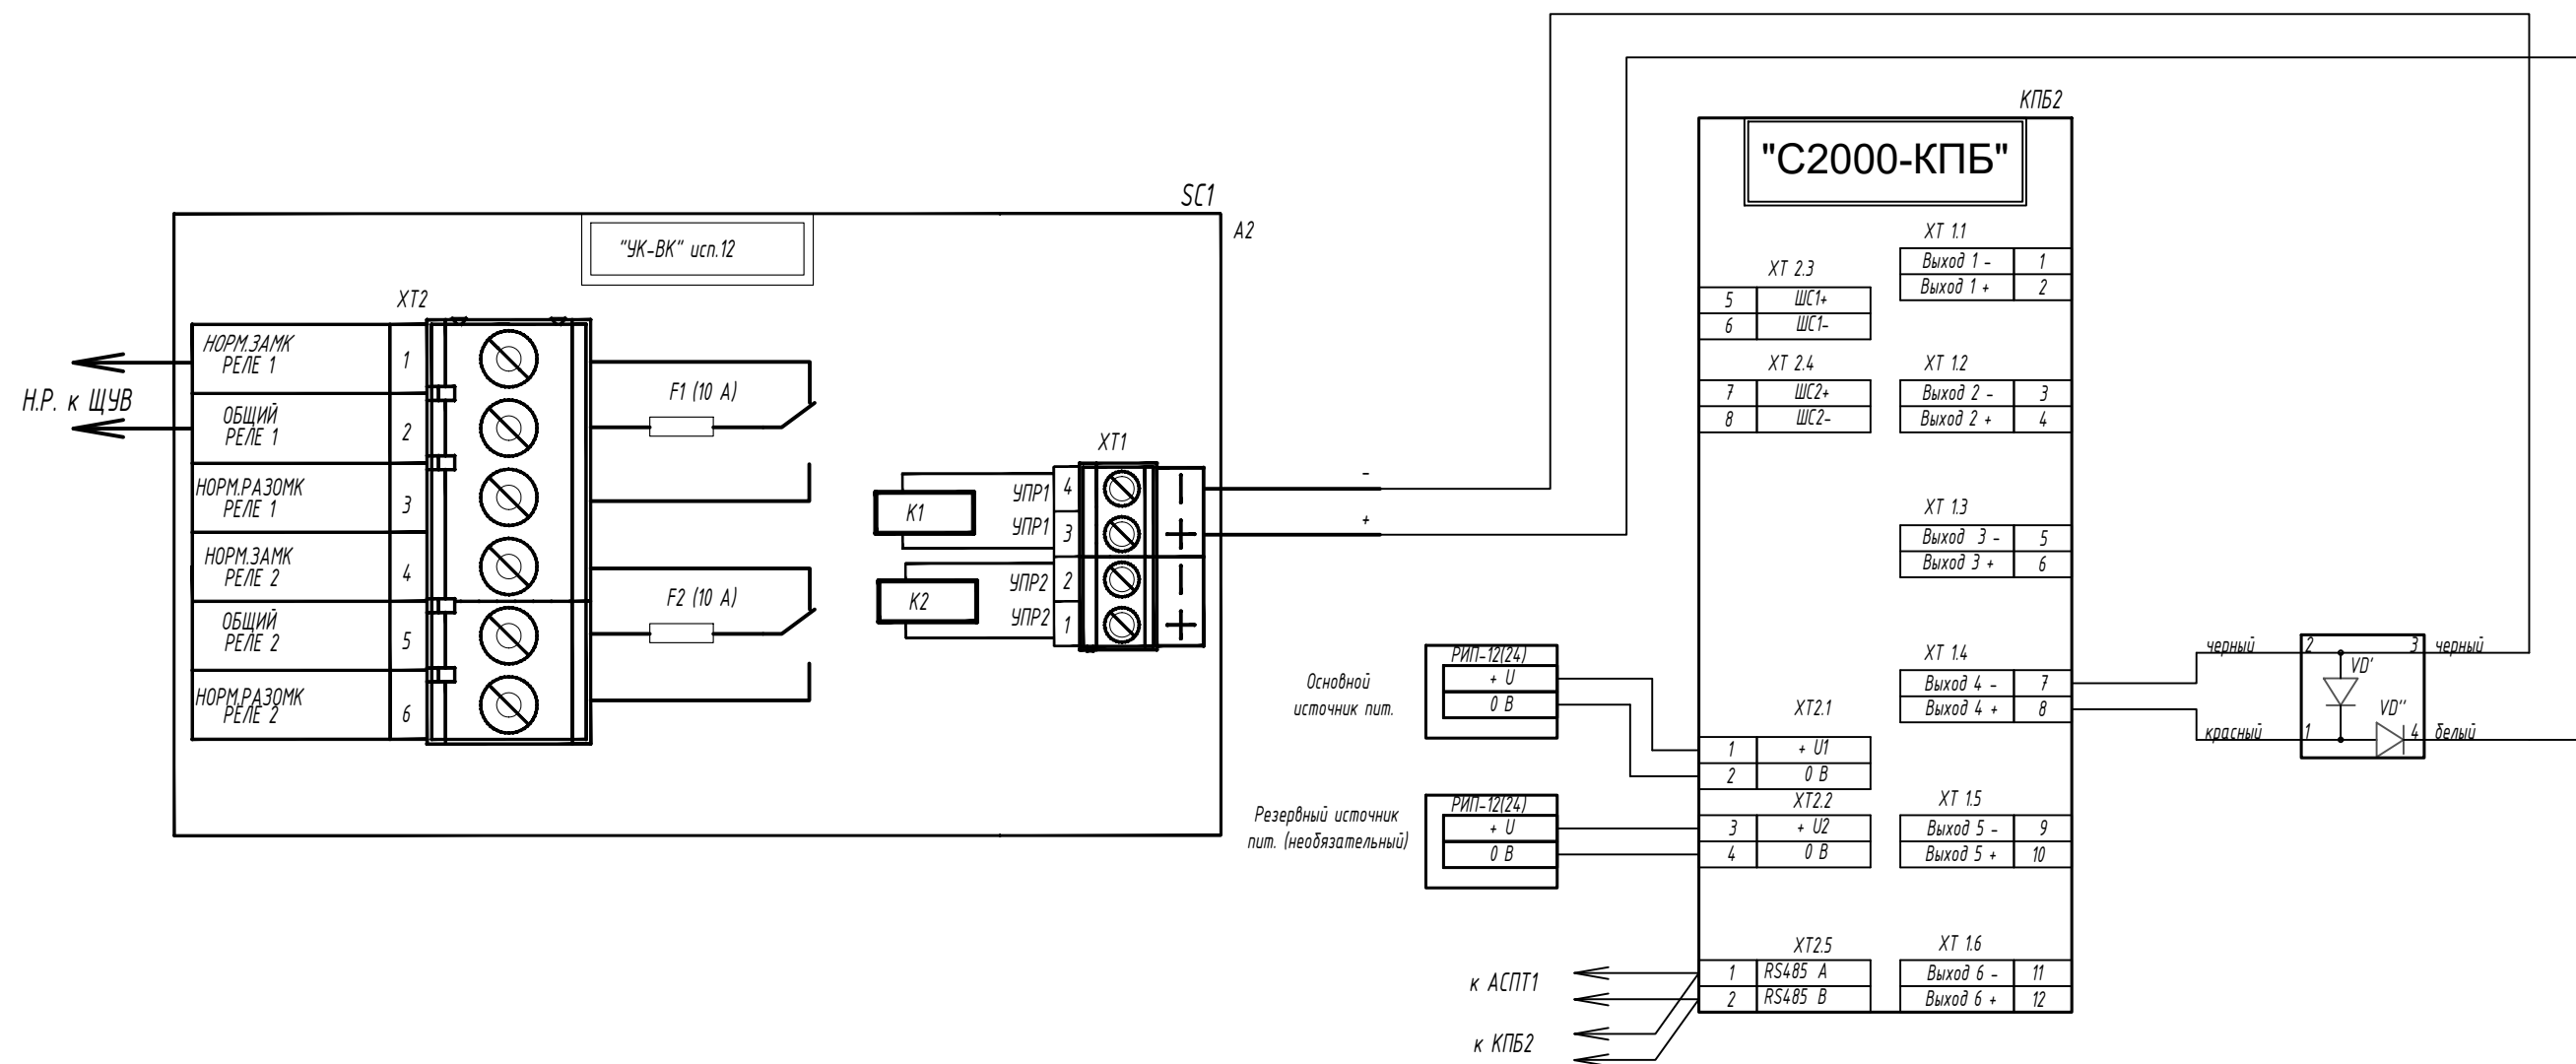 КПБ2
"С2000-КПБ"
SC1
A2
"УК-ВК" исп.12
XT2
НОРМ.ЗАМК
РЕЛЕ 1
1
ОБЩИЙ
РЕЛЕ 1
2
НОРМ.РАЗОМК
РЕЛЕ 1
3
НОРМ.ЗАМК
РЕЛЕ 2
4
ОБЩИЙ
РЕЛЕ 2
5
НОРМ.РАЗОМК
РЕЛЕ 2
6
Н.Р. к ЩУВ
F1 (10 А)
F2 (10 А)
K1
K2
XT1
УПР1 4 -
УПР1 3 +
УПР2 2 -
УПР2 1 +
-
+
XT 2.3
5 ШС1+
6 ШС1-
XT 2.4
7 ШС2+
8 ШС2-
XT 1.1
Выход 1 - 1
Выход 1 + 2
XT 1.2
Выход 2 - 3
Выход 2 + 4
XT 1.3
Выход 3 - 5
Выход 3 + 6
XT 1.4
Выход 4 - 7
Выход 4 + 8
Основной
источник пит.
РИП-12(24)
+ U
0 В
XT2.1
1 + U1
2 0 В
Резервный источник
пит. (необязательный)
РИП-12(24)
+ U
0 В
XT2.2
3 + U2
4 0 В
XT 1.5
Выход 5 - 9
Выход 5 + 10
XT2.5
1 RS485 A
2 RS485 B
XT 1.6
Выход 6 - 11
Выход 6 + 12
к АСПТ1
к КПБ2
черный 2 3 черный
VD'
VD''
красный 1 4 белый